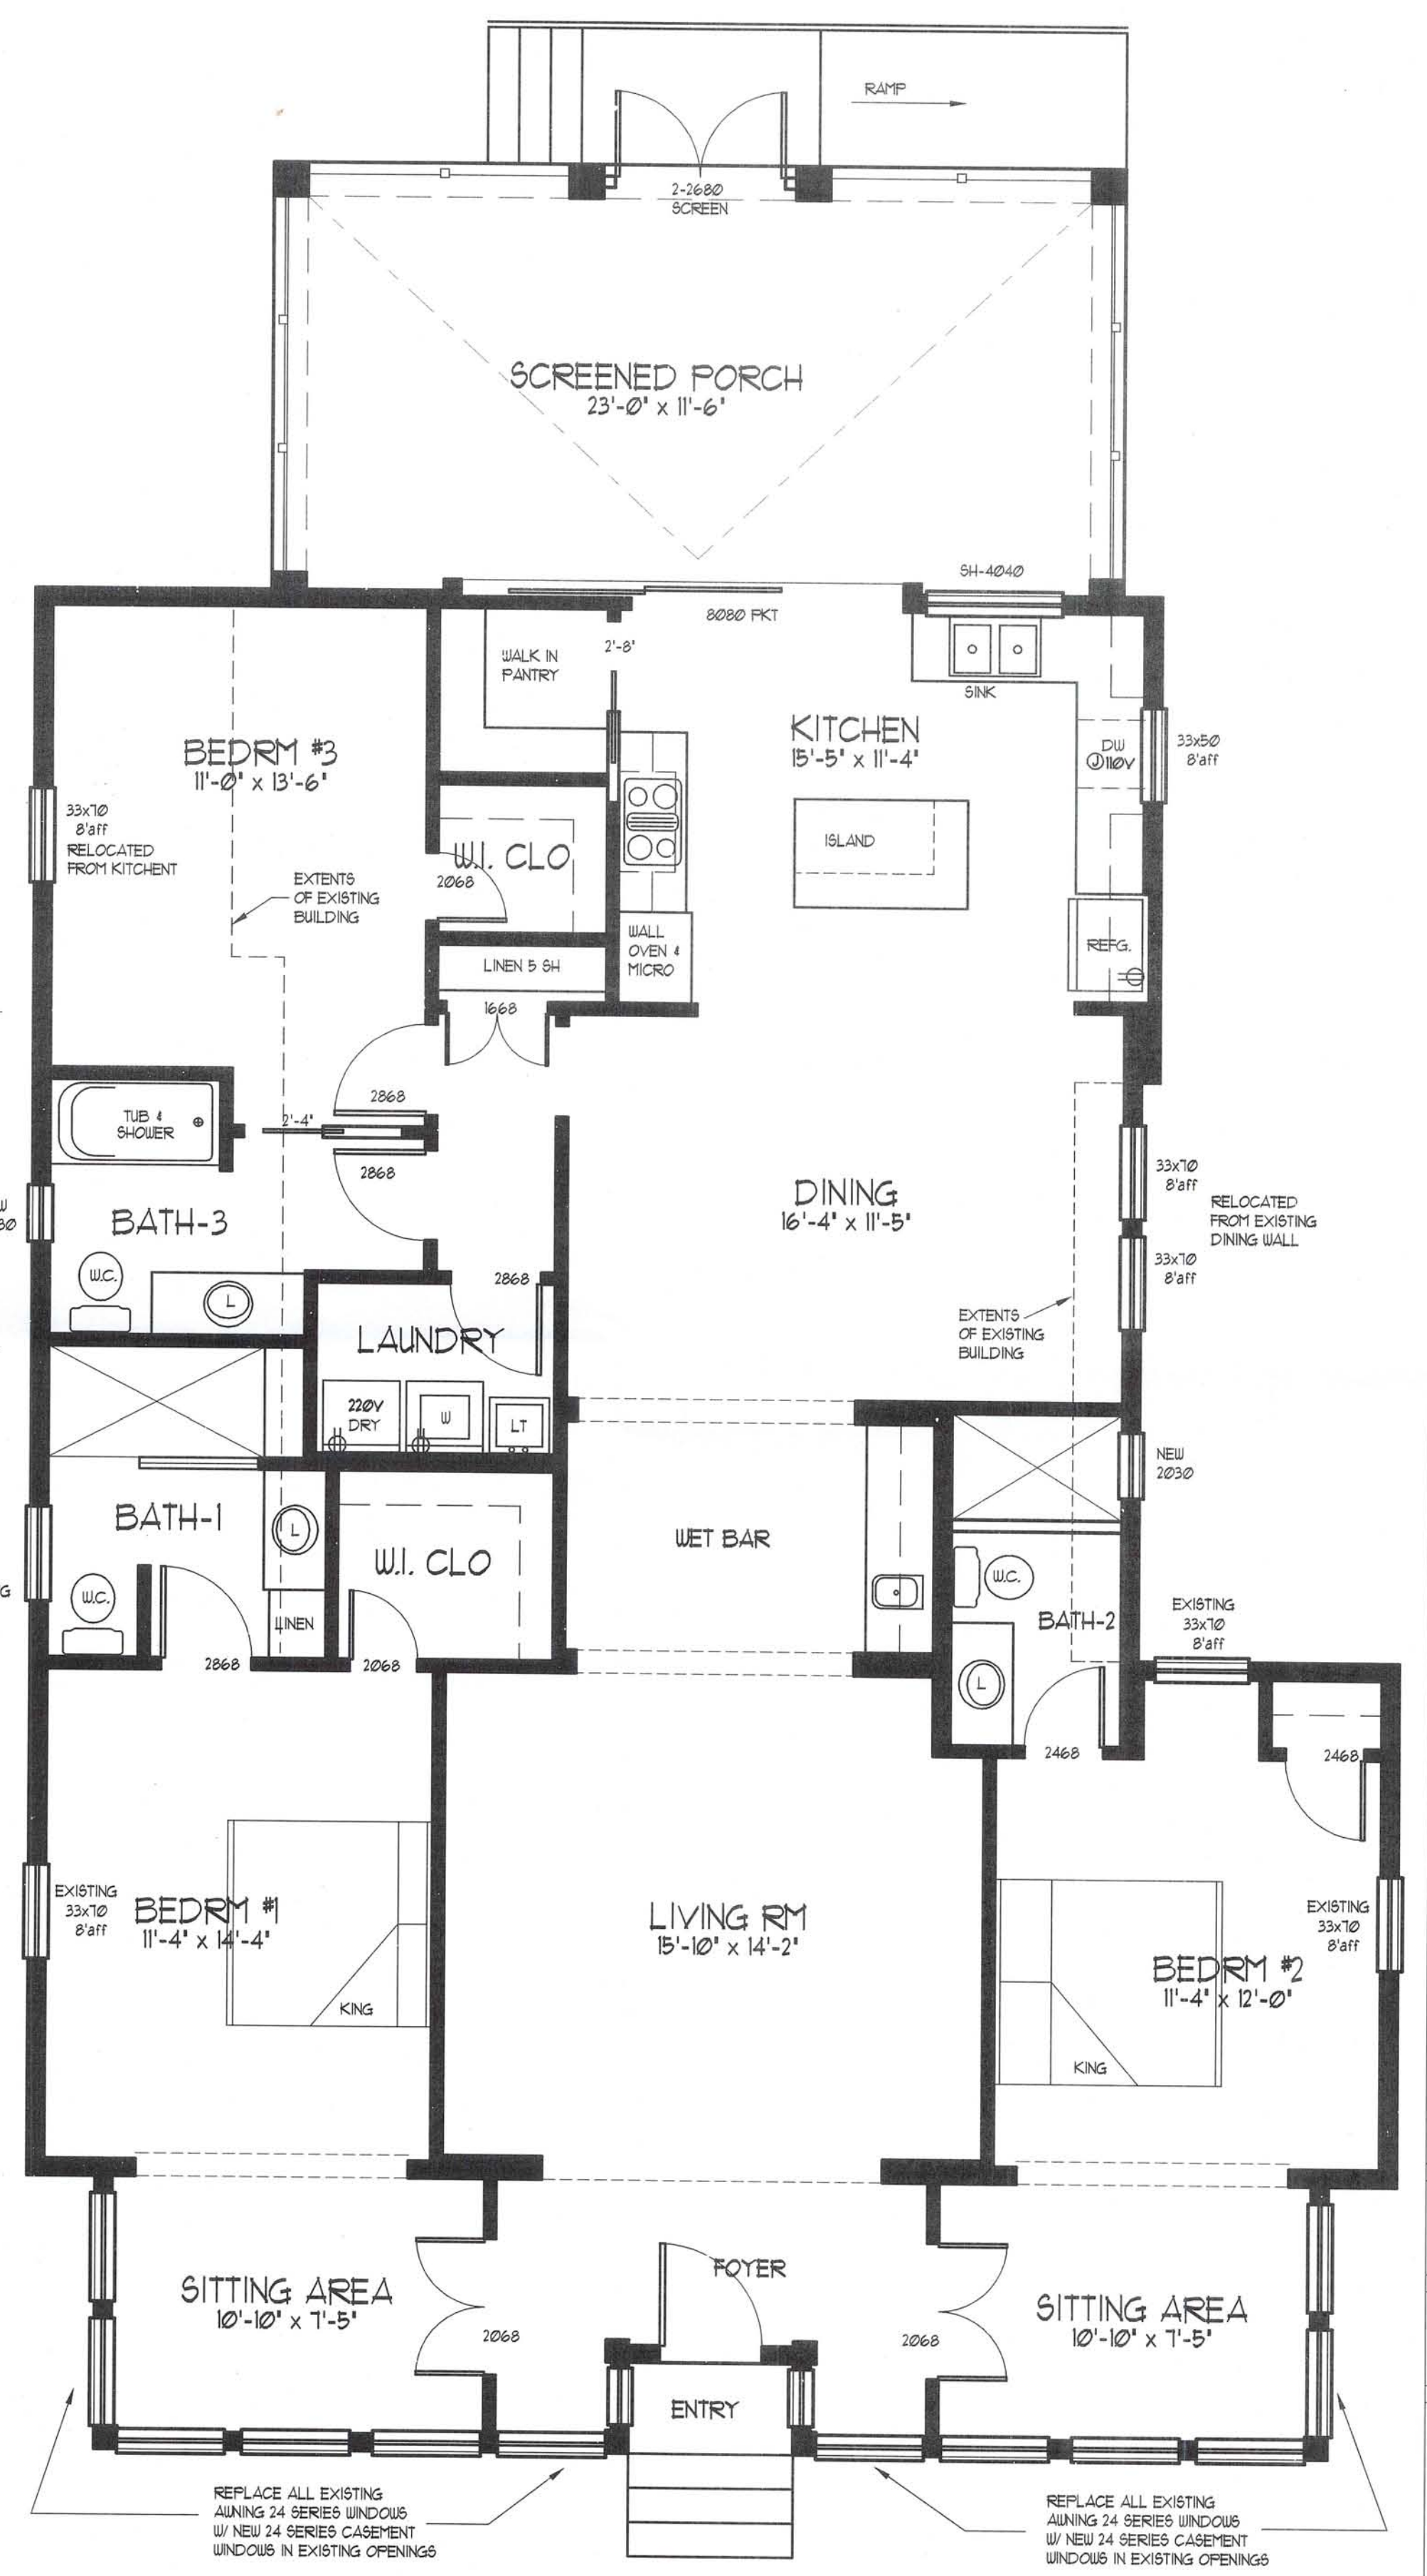 RAMP
2-2680
SCREEN
SCREENED PORCH
23'-0" x 11'-6"
SH-4040
8080 PKT
2'-8"
WALK IN
PANTRY
SINK
KITCHEN
15'-5" x 11'-4"
DW
J 110V
33x50
8'aff
BEDRM #3
11'-0" x 13'-6"
33x70
8'aff
RELOCATED
FROM KITCHENT
EXTENTS
OF EXISTING
BUILDING
W.I. CLO
2068
ISLAND
WALL
OVEN &
MICRO
REFG.
LINEN 5 SH
1668
2868
TUB &
SHOWER
2'-4"
2868
BATH-3
W.C.
L
2868
DINING
16'-4" x 11'-5"
33x70
8'aff
RELOCATED
FROM EXISTING
DINING WALL
33x70
8'aff
EXTENTS
OF EXISTING
BUILDING
LAUNDRY
220V
DRY
W
LT
NEW
2030
BATH-1
L
W.C.
LINEN
2868
W.I. CLO
2068
WET BAR
W.C.
BATH-2
L
2468
EXISTING
33x70
8'aff
2468
EXISTING
33x70
8'aff
BEDRM #1
11'-4" x 14'-4"
KING
LIVING RM
15'-10" x 14'-2"
EXISTING
33x70
8'aff
BEDRM #2
11'-4" x 12'-0"
KING
SITTING AREA
10'-10" x 7'-5"
2068
FOYER
ENTRY
2068
SITTING AREA
10'-10" x 7'-5"
REPLACE ALL EXISTING
AWNING 24 SERIES WINDOWS
W/ NEW 24 SERIES CASEMENT
WINDOWS IN EXISTING OPENINGS
REPLACE ALL EXISTING
AWNING 24 SERIES WINDOWS
W/ NEW 24 SERIES CASEMENT
WINDOWS IN EXISTING OPENINGS